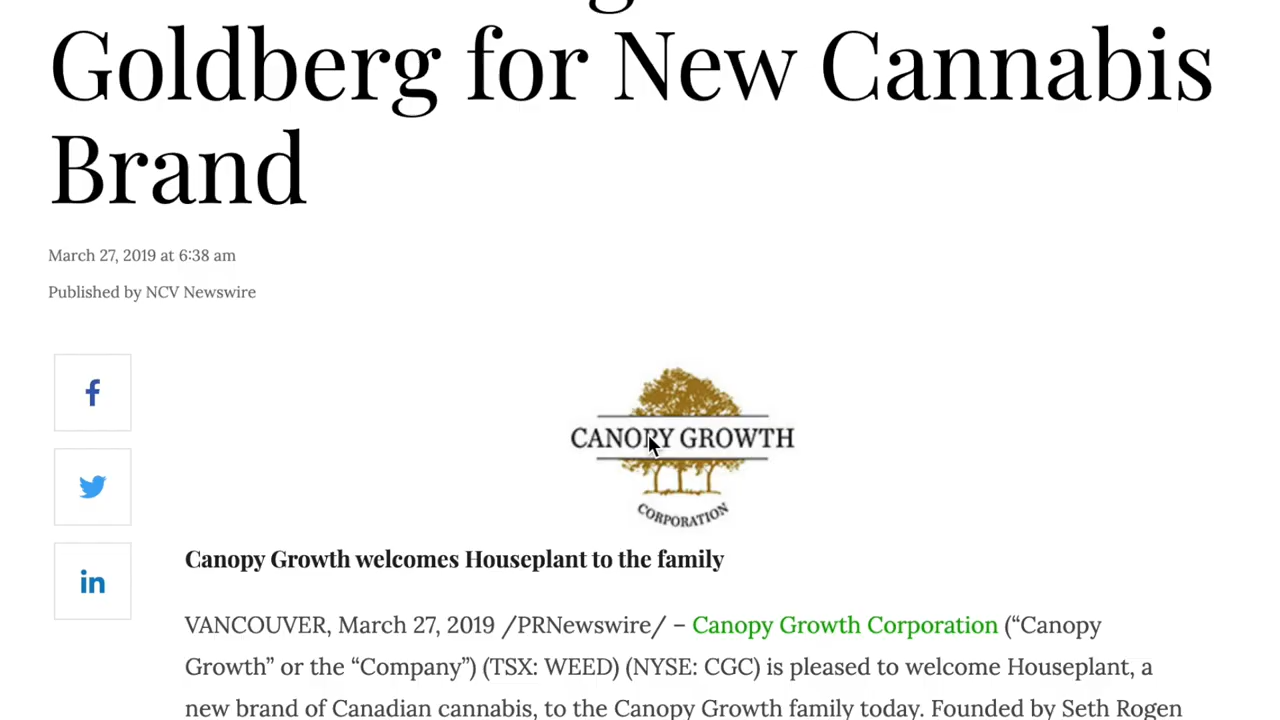 Goldberg for New Cannabis
Brand
March 27, 2019 at 6:38 am
Published by NCV Newswire
CANOPY GROWTH
CORPORATION
Canopy Growth welcomes Houseplant to the family
VANCOUVER, March 27, 2019 /PRNewswire/ – Canopy Growth Corporation (“Canopy
Growth” or the “Company”) (TSX: WEED) (NYSE: CGC) is pleased to welcome Houseplant, a
new brand of Canadian cannabis, to the Canopy Growth family today. Founded by Seth Rogen